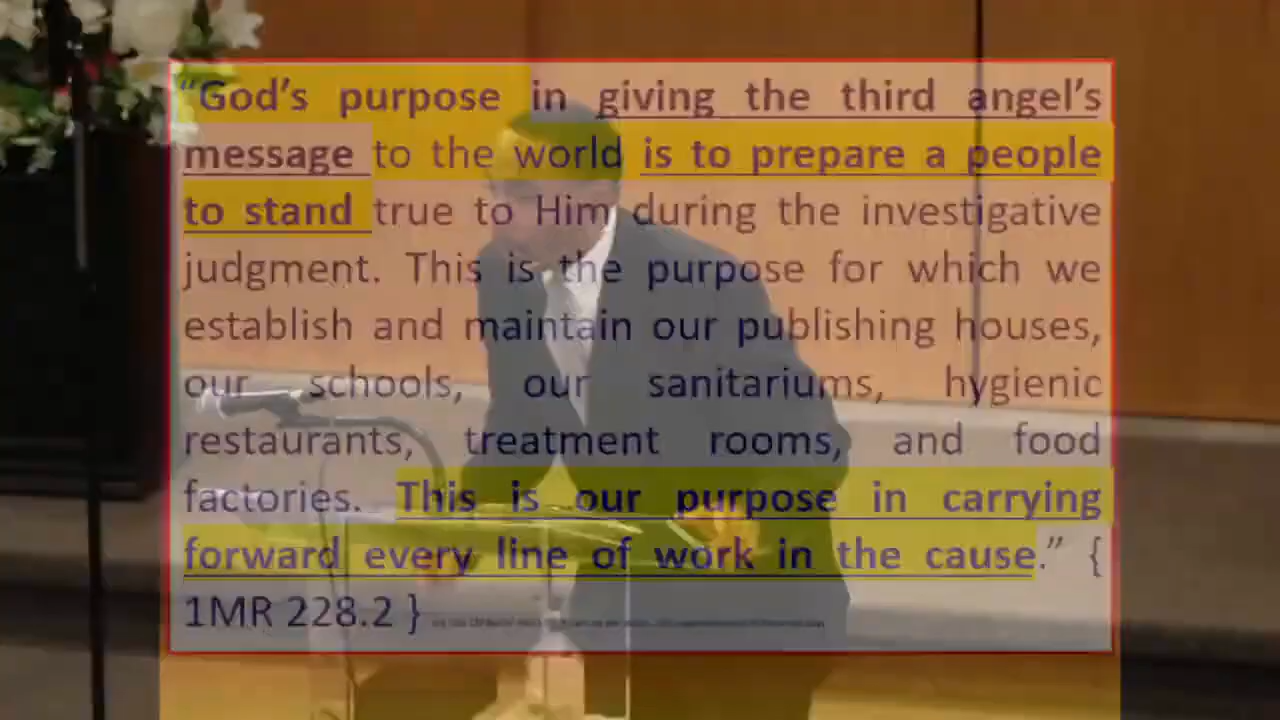 “God’s purpose in giving the third angel’s
message to the world is to prepare a people
to stand true to Him during the investigative
judgment. This is the purpose for which we
establish and maintain our publishing houses,
our schools, our sanitariums, hygienic
restaurants, treatment rooms, and food
factories. This is our purpose in carrying
forward every line of work in the cause.” {
1MR 228.2 }